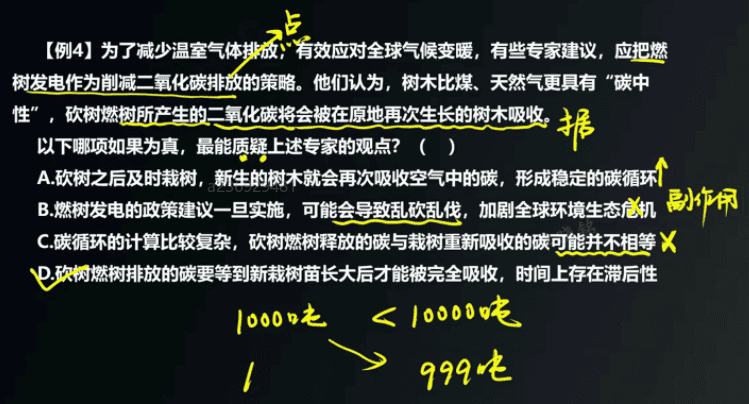 点
【例4】为了减少温室气体排放，有效应对全球气候变暖，有些专家建议，应把燃
树发电作为削减二氧化碳排放的策略。他们认为，树木比煤、天然气更具有“碳中
性”，砍树燃树所产生的二氧化碳将会被在原地再次生长的树木吸收。
据
以下哪项如果为真，最能质疑上述专家的观点？（ ）
A.砍树之后及时栽树，新生的树木就会再次吸收空气中的碳，形成稳定的碳循环
B.燃树发电的政策建议一旦实施，可能会导致乱砍乱伐，加剧全球环境生态危机
副作用
C.碳循环的计算比较复杂，砍树燃树释放的碳与栽树重新吸收的碳可能并不相等
D.砍树燃树排放的碳要等到新栽树苗长大后才能被完全吸收，时间上存在滞后性
1000吨 < 10000吨
1 999吨